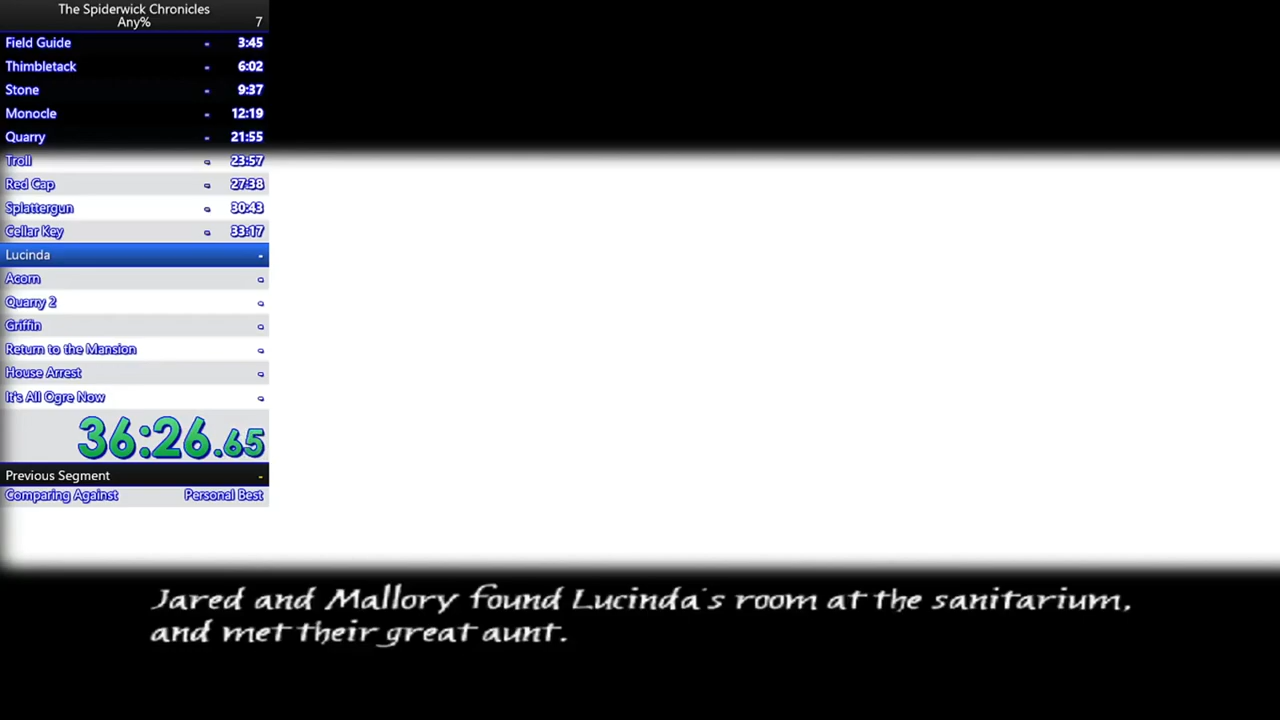 The Spiderwick Chronicles
Any% 7
Field Guide - 3:45
Thimbletack - 6:02
Stone - 9:37
Monocle - 12:19
Quarry - 21:55
Troll - 23:57
Red Cap - 27:38
Splattergun - 30:43
Cellar Key - 33:17
Lucinda -
Acorn -
Quarry 2 -
Griffin -
Return to the Mansion -
House Arrest -
It's All Ogre Now -
36:26.65
Previous Segment -
Comparing Against Personal Best
Jared and Mallory found Lucinda's room at the sanitarium,
and met their great aunt.